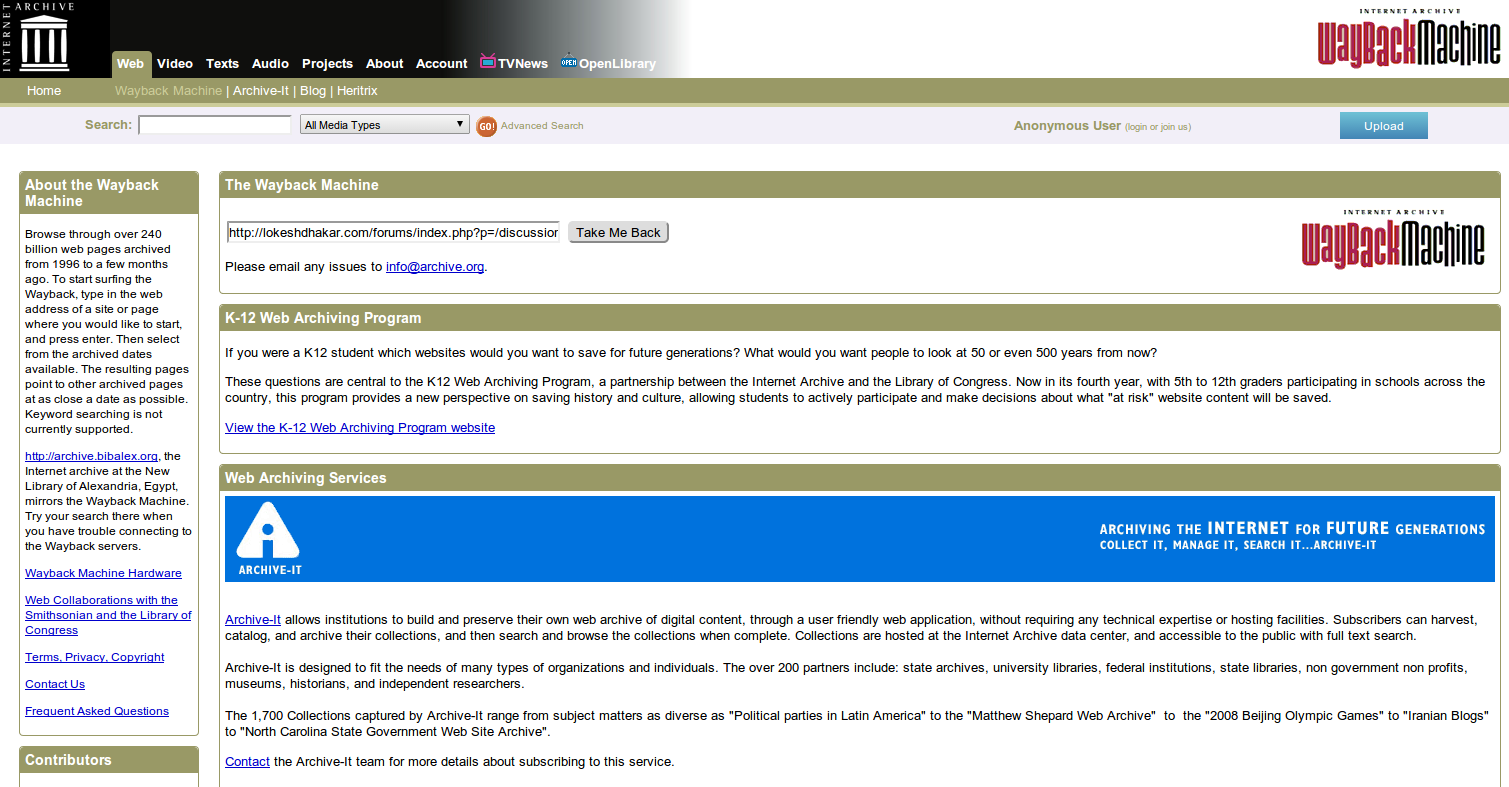 INTERNET ARCHIVE
Web Video Texts Audio Projects About Account TVNews OPEN OpenLibrary
INTERNET ARCHIVE
WayBackMachine
Home Wayback Machine | Archive-It | Blog | Heritrix
Search: All Media Types GO! Advanced Search Anonymous User (login or join us) Upload
About the Wayback
Machine
Browse through over 240
billion web pages archived
from 1996 to a few months
ago. To start surfing the
Wayback, type in the web
address of a site or page
where you would like to start,
and press enter. Then select
from the archived dates
available. The resulting pages
point to other archived pages
at as close a date as possible.
Keyword searching is not
currently supported.
http://archive.bibalex.org, the
Internet archive at the New
Library of Alexandria, Egypt,
mirrors the Wayback Machine.
Try your search there when
you have trouble connecting to
the Wayback servers.
Wayback Machine Hardware
Web Collaborations with the
Smithsonian and the Library of
Congress
Terms, Privacy, Copyright
Contact Us
Frequent Asked Questions
Contributors
The Wayback Machine
http://lokeshdhakar.com/forums/index.php?p=/discussion Take Me Back
INTERNET ARCHIVE
WayBackMachine
Please email any issues to info@archive.org.
K-12 Web Archiving Program
If you were a K12 student which websites would you want to save for future generations? What would you want people to look at 50 or even 500 years from now?
These questions are central to the K12 Web Archiving Program, a partnership between the Internet Archive and the Library of Congress. Now in its fourth year, with 5th to 12th graders participating in schools across the
country, this program provides a new perspective on saving history and culture, allowing students to actively participate and make decisions about what "at risk" website content will be saved.
View the K-12 Web Archiving Program website
Web Archiving Services
ARCHIVE-IT
ARCHIVING THE INTERNET FOR FUTURE GENERATIONS
COLLECT IT, MANAGE IT, SEARCH IT...ARCHIVE-IT
Archive-It allows institutions to build and preserve their own web archive of digital content, through a user friendly web application, without requiring any technical expertise or hosting facilities. Subscribers can harvest,
catalog, and archive their collections, and then search and browse the collections when complete. Collections are hosted at the Internet Archive data center, and accessible to the public with full text search.
Archive-It is designed to fit the needs of many types of organizations and individuals. The over 200 partners include: state archives, university libraries, federal institutions, state libraries, non government non profits,
museums, historians, and independent researchers.
The 1,700 Collections captured by Archive-It range from subject matters as diverse as "Political parties in Latin America" to the "Matthew Shepard Web Archive" to the "2008 Beijing Olympic Games" to "Iranian Blogs"
to "North Carolina State Government Web Site Archive".
Contact the Archive-It team for more details about subscribing to this service.